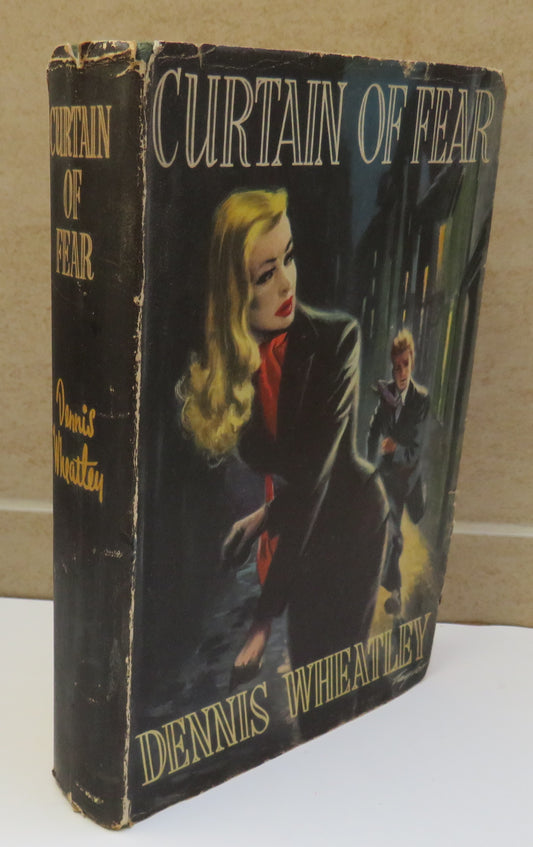 CURTAIN
OF
FEAR
Dennis
Wheatley
CURTAIN OF FEAR
DENNIS WHEATLEY